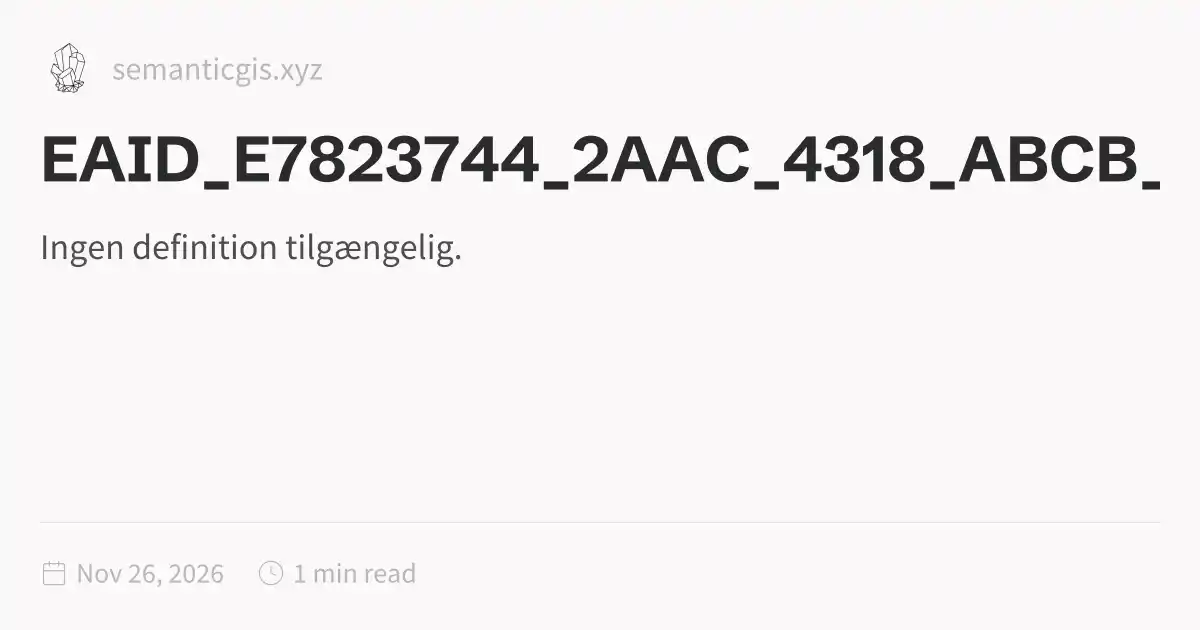 semanticgis.xyz
EAID_E7823744_2AAC_4318_ABCB_
Ingen definition tilgængelig.
Nov 26, 2026 1 min read